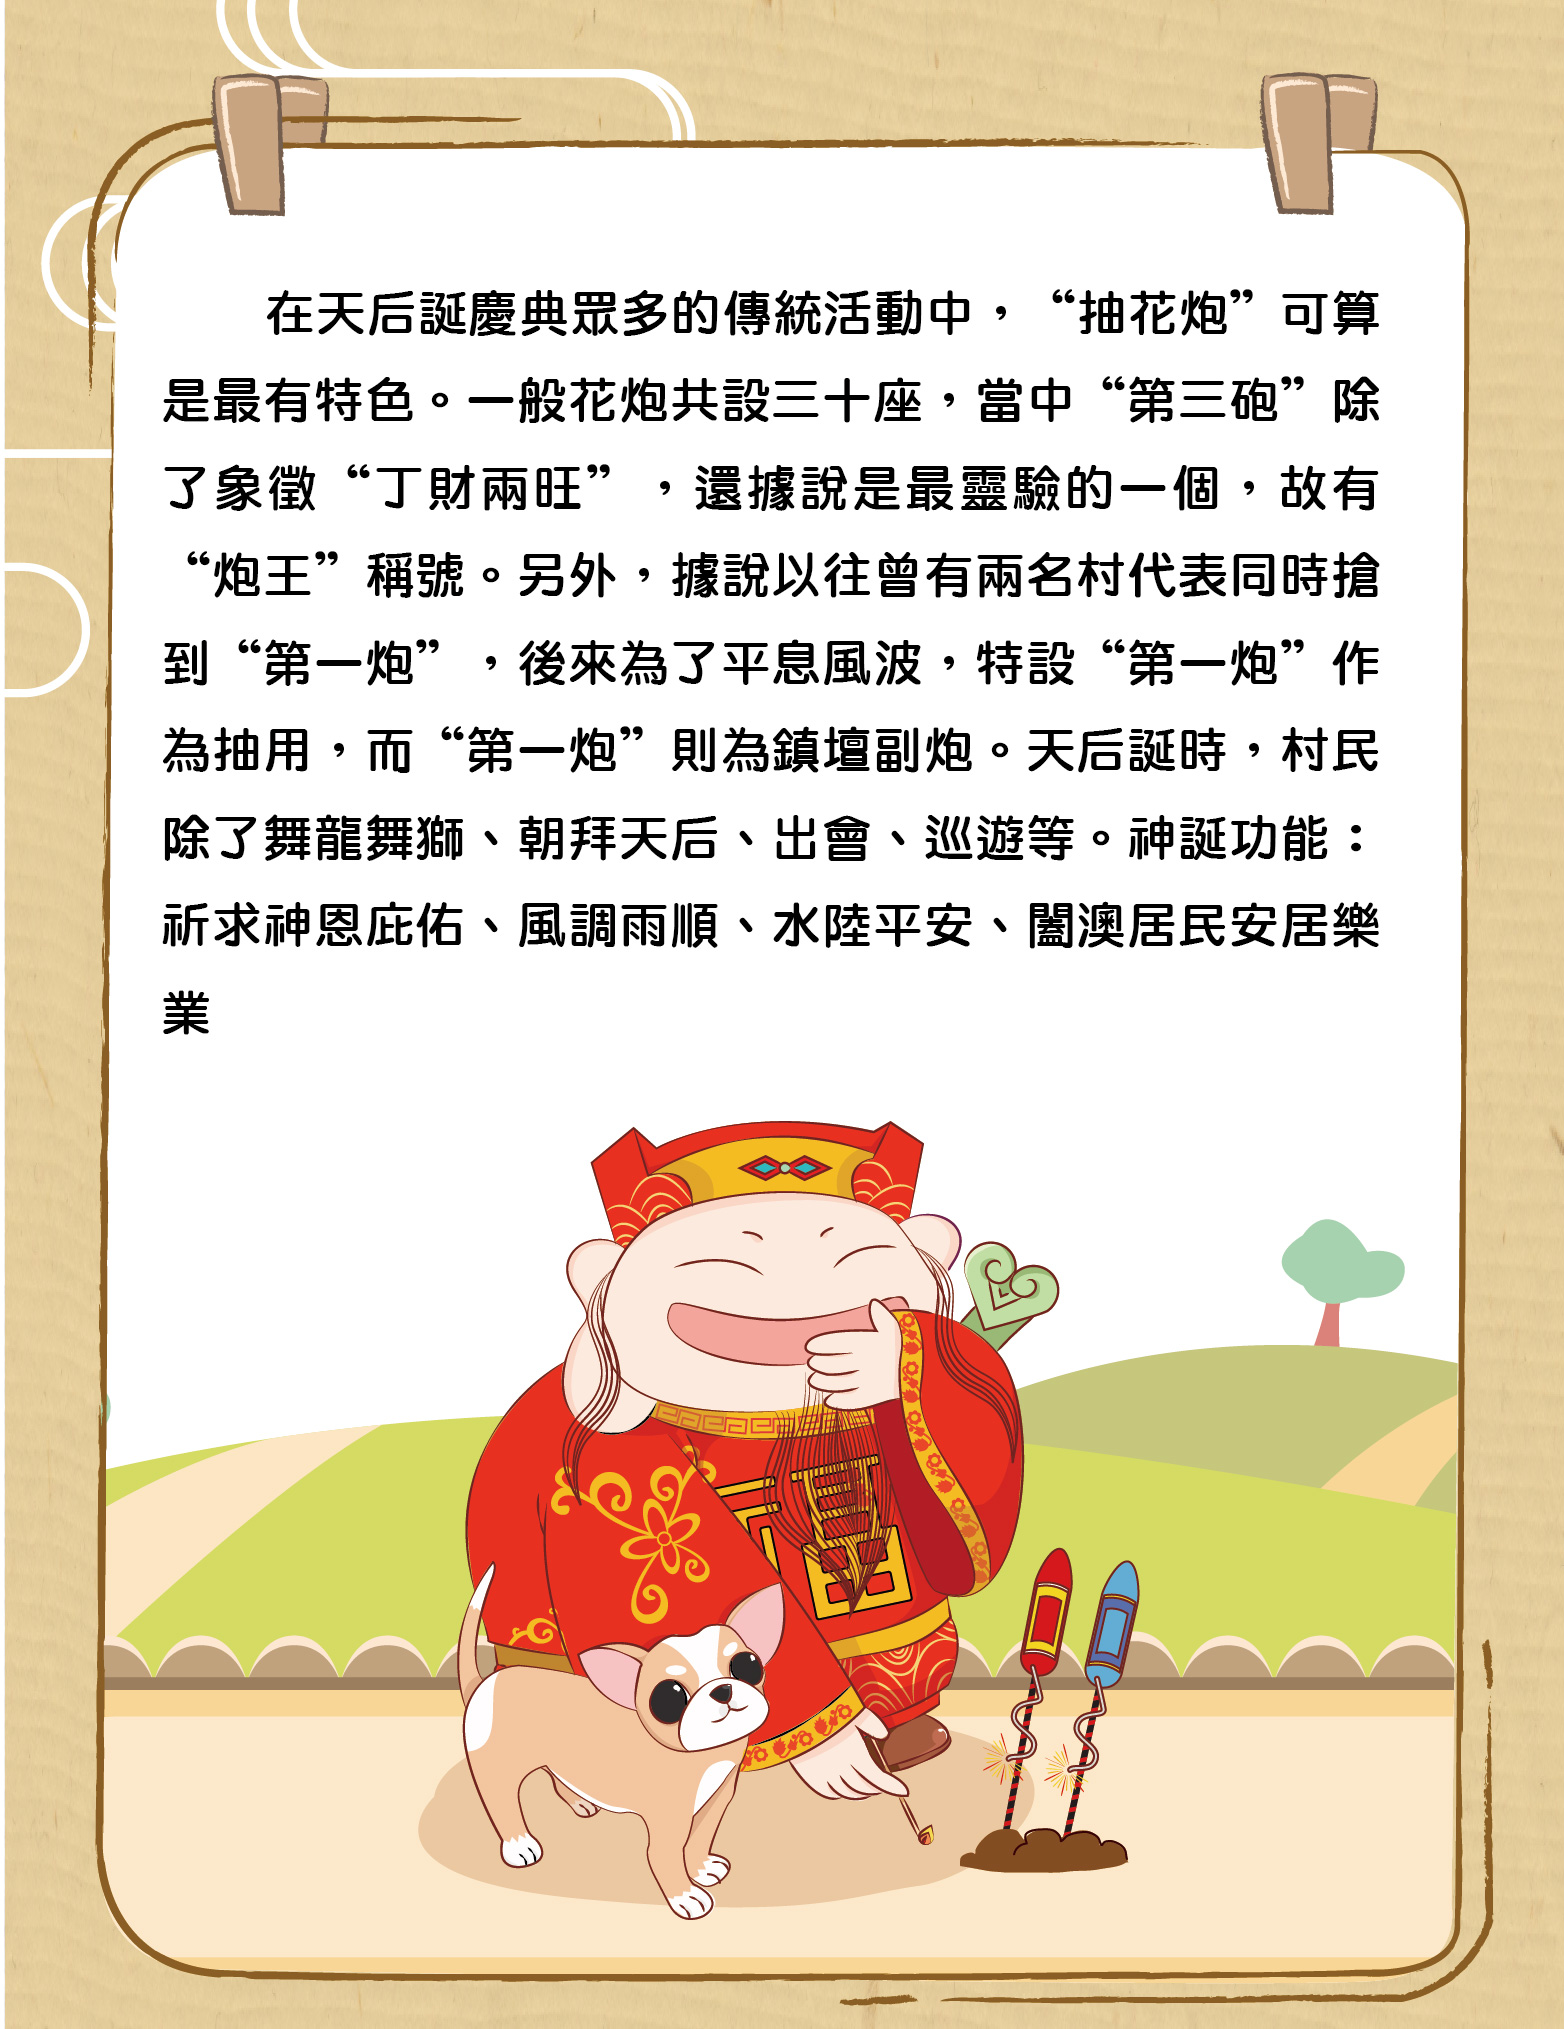 在天后誕慶典眾多的傳統活動中，“抽花炮”可算
是最有特色。一般花炮共設三十座，當中“第三砲”除
了象徵“丁財兩旺”，還據說是最靈驗的一個，故有
“炮王”稱號。另外，據說以往曾有兩名村代表同時搶
到“第一炮”，後來為了平息風波，特設“第一炮”作
為抽用，而“第一炮”則為鎮壇副炮。天后誕時，村民
除了舞龍舞獅、朝拜天后、出會、巡遊等。神誕功能：
祈求神恩庇佑、風調雨順、水陸平安、闔澳居民安居樂
業